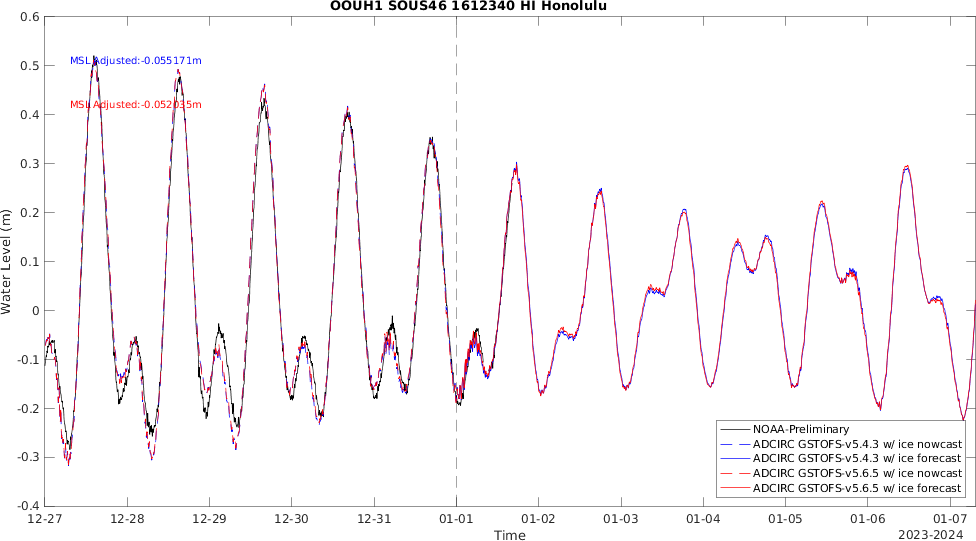 OOUH1 SOUS46 1612340 HI Honolulu
0.6
0.5
0.4
0.3
0.2
0.1
0
-0.1
-0.2
-0.3
-0.4
Water Level (m)
MSL Adjusted:-0.055171m
MSL Adjusted:-0.052035m
NOAA-Preliminary
ADCIRC GSTOFS-v5.4.3 w/ ice nowcast
ADCIRC GSTOFS-v5.4.3 w/ ice forecast
ADCIRC GSTOFS-v5.6.5 w/ ice nowcast
ADCIRC GSTOFS-v5.6.5 w/ ice forecast
12-27 12-28 12-29 12-30 12-31 01-01 01-02 01-03 01-04 01-05 01-06 01-07
Time
2023-2024